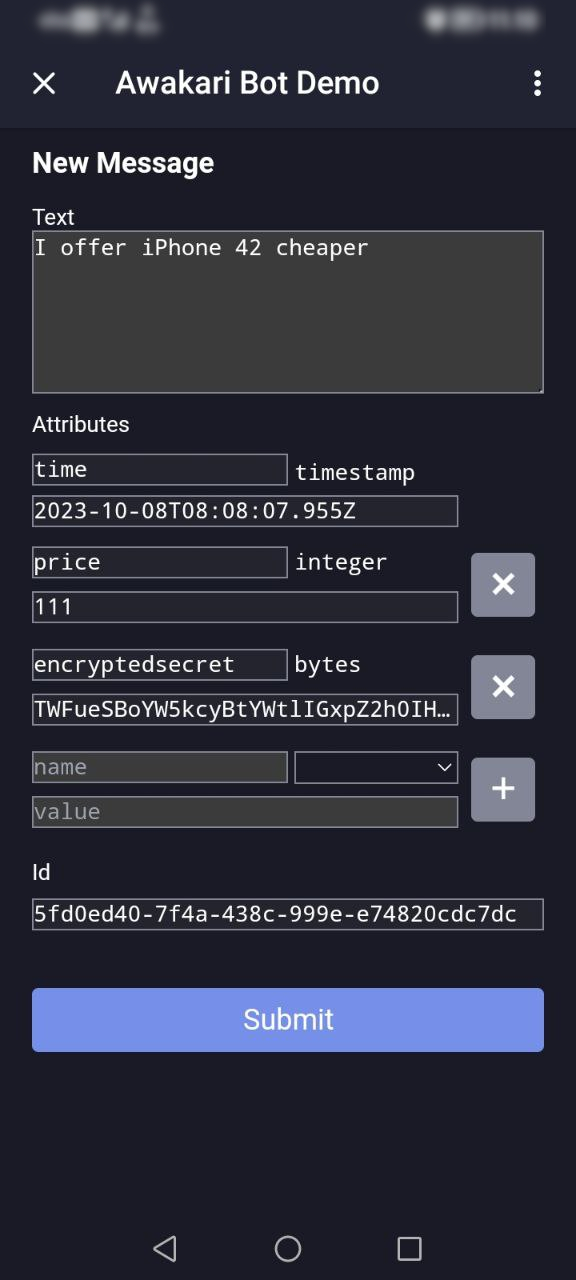 Awakari Bot Demo
New Message
Text
I offer iPhone 42 cheaper
Attributes
time timestamp
2023-10-08T08:08:07.955Z
price integer
111
encryptedsecret bytes
TWFueSBoYW5kcyBtYWtlIGxpZ2h0IH…
name
value
Id
5fd0ed40-7f4a-438c-999e-e74820cdc7dc
Submit